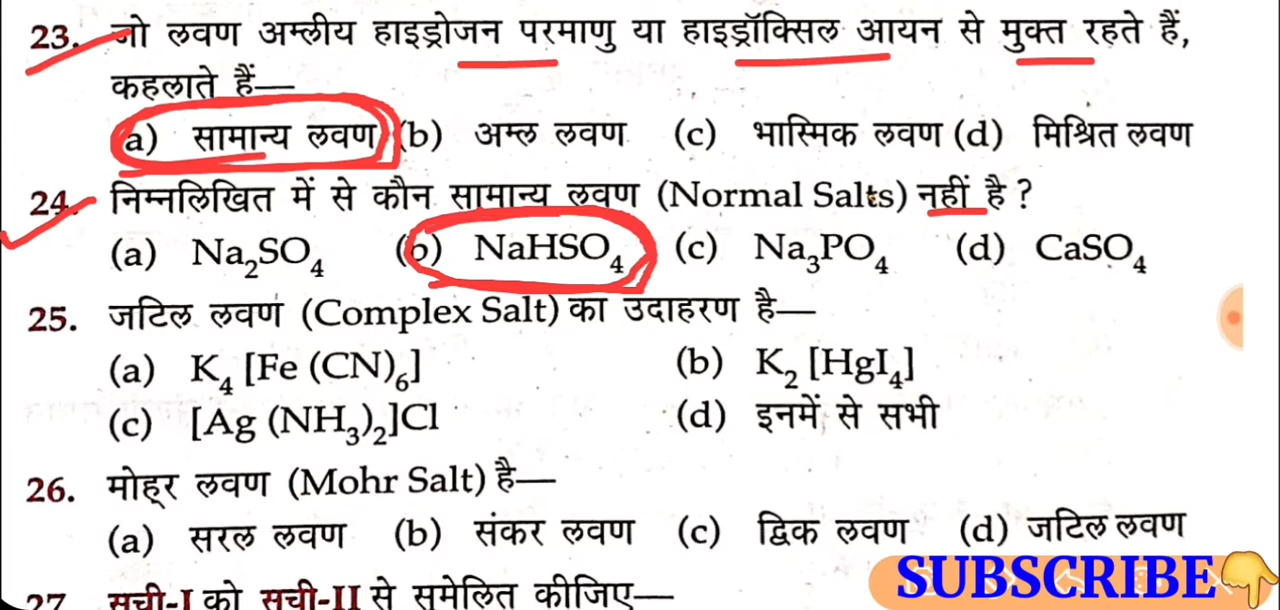 23. जो लवण अम्लीय हाइड्रोजन परमाणु या हाइड्रॉक्सिल आयन से मुक्त रहते हैं,
कहलाते हैं—
(a) सामान्य लवण (b) अम्ल लवण (c) भास्मिक लवण (d) मिश्रित लवण
24. निम्नलिखित में से कौन सामान्य लवण (Normal Salts) नहीं है ?
(a) Na₂SO₄ (b) NaHSO₄ (c) Na₃PO₄ (d) CaSO₄
25. जटिल लवण (Complex Salt) का उदाहरण है—
(a) K₄ [Fe (CN)₆] (b) K₂ [HgI₄]
(c) [Ag (NH₃)₂]Cl (d) इनमें से सभी
26. मोह्र लवण (Mohr Salt) है—
(a) सरल लवण (b) संकर लवण (c) द्विक लवण (d) जटिल लवण
SUBSCRIBE
27. सूची-I को सूची-II से सुमेलित कीजिए—